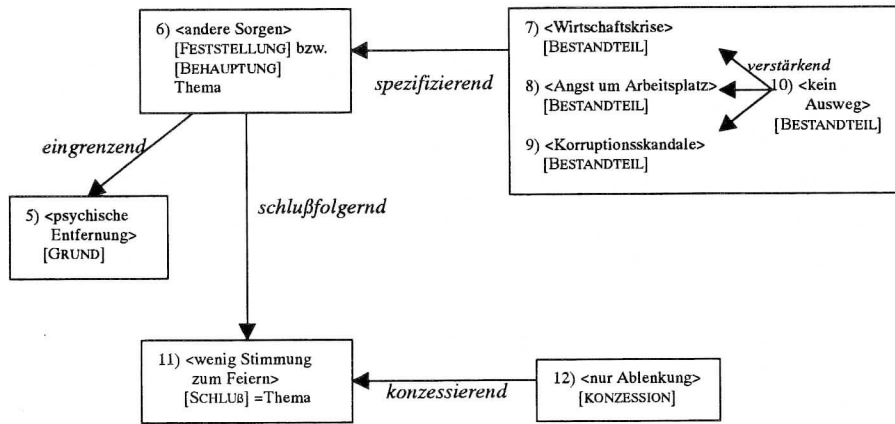 6) <andere Sorgen>
[FESTSTELLUNG] bzw.
[BEHAUPTUNG]
Thema
spezifizierend
7) <Wirtschaftskrise>
[BESTANDTEIL]
verstärkend
8) <Angst um Arbeitsplatz>
[BESTANDTEIL]
10) <kein
Ausweg>
[BESTANDTEIL]
9) <Korruptionsskandale>
[BESTANDTEIL]
eingrenzend
5) <psychische
Entfernung>
[GRUND]
schlußfolgernd
11) <wenig Stimmung
zum Feiern>
[SCHLUß] =Thema
konzessierend
12) <nur Ablenkung>
[KONZESSION]